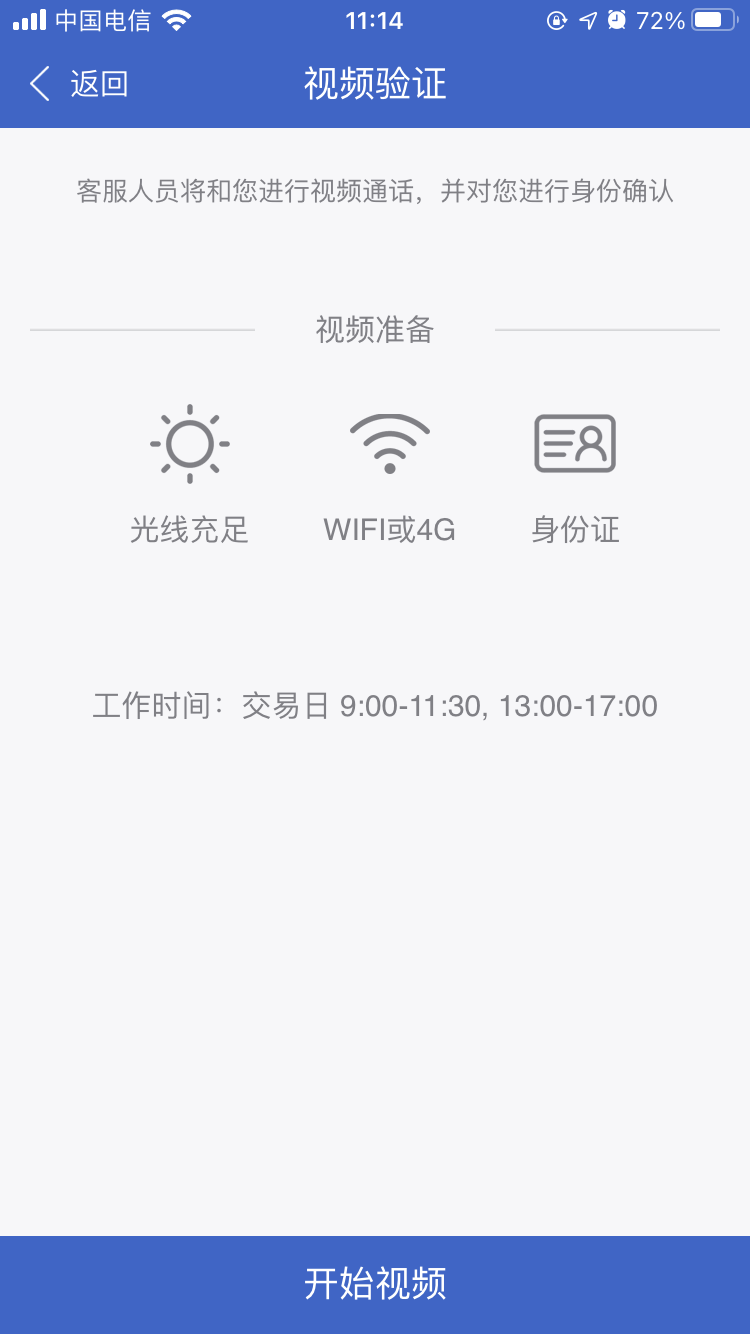 中国电信 11:14 72%
返回 视频验证
客服人员将和您进行视频通话，并对您进行身份确认
视频准备
光线充足 WIFI或4G 身份证
工作时间：交易日 9:00-11:30, 13:00-17:00
开始视频